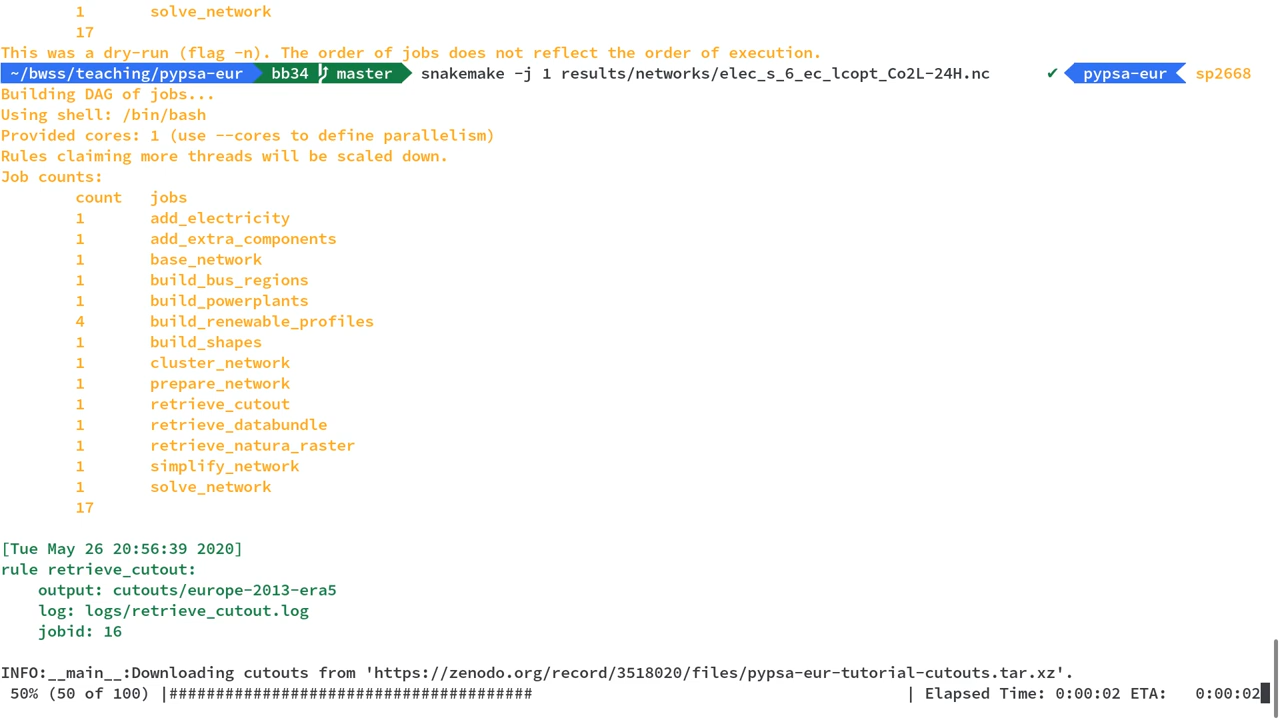 1 solve_network
17
This was a dry-run (flag -n). The order of jobs does not reflect the order of execution.
~/bwss/teaching/pypsa-eur bb34 master snakemake -j 1 results/networks/elec_s_6_ec_lcopt_Co2L-24H.nc ✔ pypsa-eur sp2668
Building DAG of jobs...
Using shell: /bin/bash
Provided cores: 1 (use --cores to define parallelism)
Rules claiming more threads will be scaled down.
Job counts:
count jobs
1 add_electricity
1 add_extra_components
1 base_network
1 build_bus_regions
1 build_powerplants
4 build_renewable_profiles
1 build_shapes
1 cluster_network
1 prepare_network
1 retrieve_cutout
1 retrieve_databundle
1 retrieve_natura_raster
1 simplify_network
1 solve_network
17
[Tue May 26 20:56:39 2020]
rule retrieve_cutout:
output: cutouts/europe-2013-era5
log: logs/retrieve_cutout.log
jobid: 16
INFO:__main__:Downloading cutouts from 'https://zenodo.org/record/3518020/files/pypsa-eur-tutorial-cutouts.tar.xz'.
50% (50 of 100) |####################################### | Elapsed Time: 0:00:02 ETA: 0:00:02